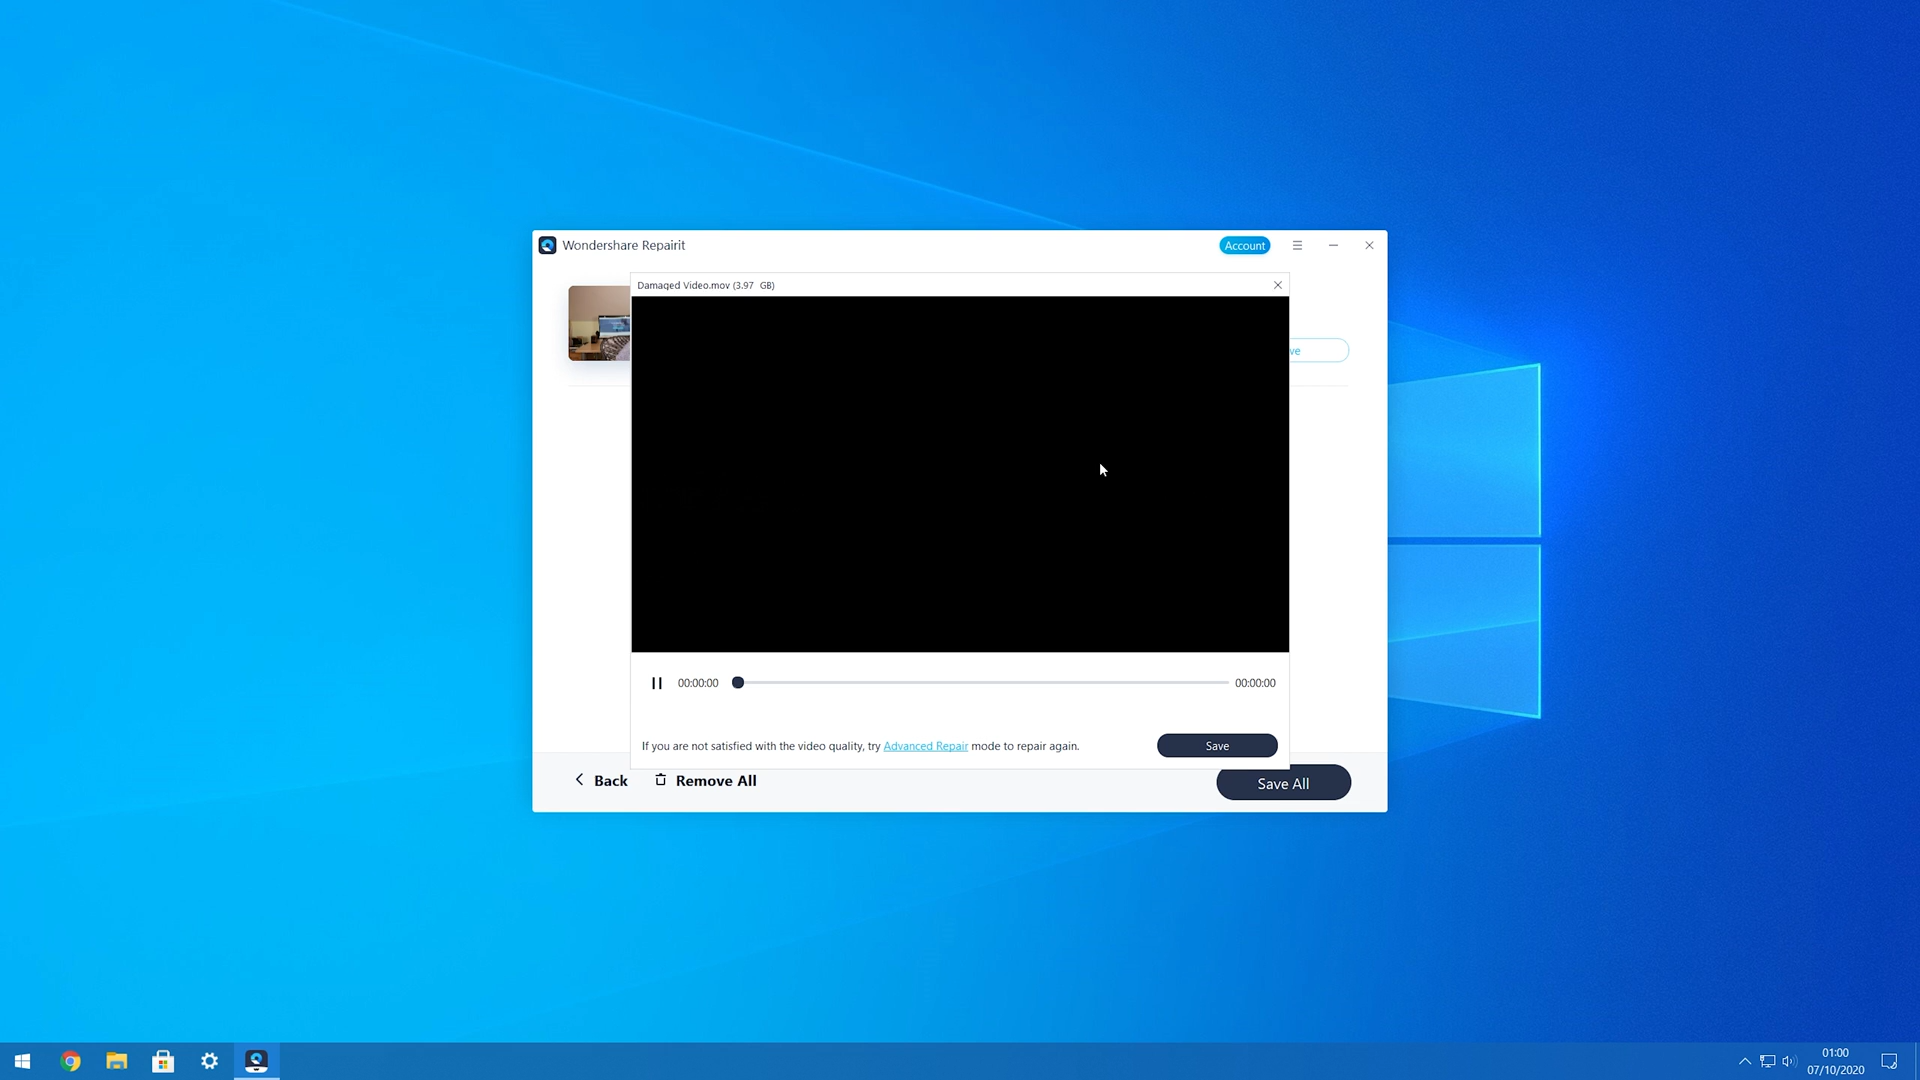 Wondershare Repairit
Account
Damaged Video.mov (3.97 GB)
ve
00:00:00
00:00:00
If you are not satisfied with the video quality, try Advanced Repair mode to repair again.
Save
Back
Remove All
Save All
01:00
07/10/2020